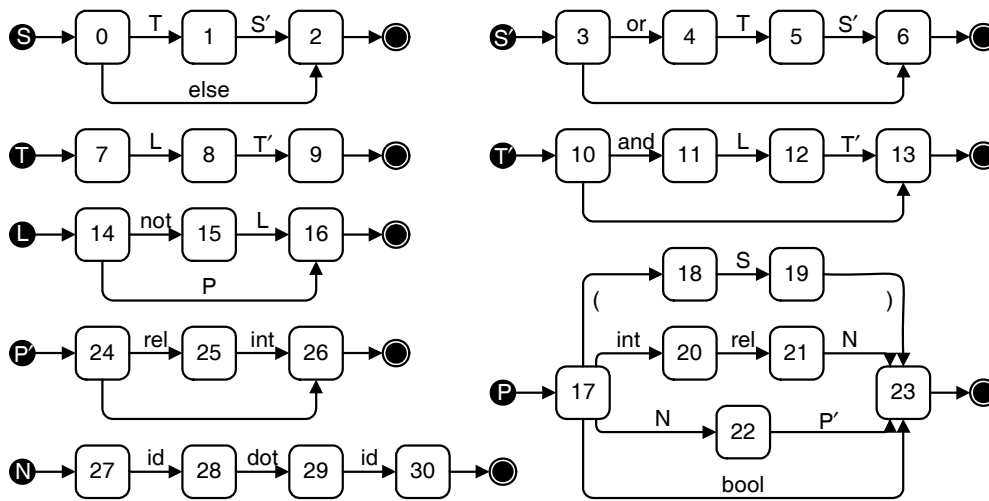 S 0 T 1 S′ 2
else
S′ 3 or 4 T 5 S′ 6
T 7 L 8 T′ 9
T′ 10 and 11 L 12 T′ 13
L 14 not 15 L 16
P
P′ 24 rel 25 int 26
N 27 id 28 dot 29 id 30
18 S 19
( )
int 20 rel 21 N
P 17 23
N 22 P′
bool